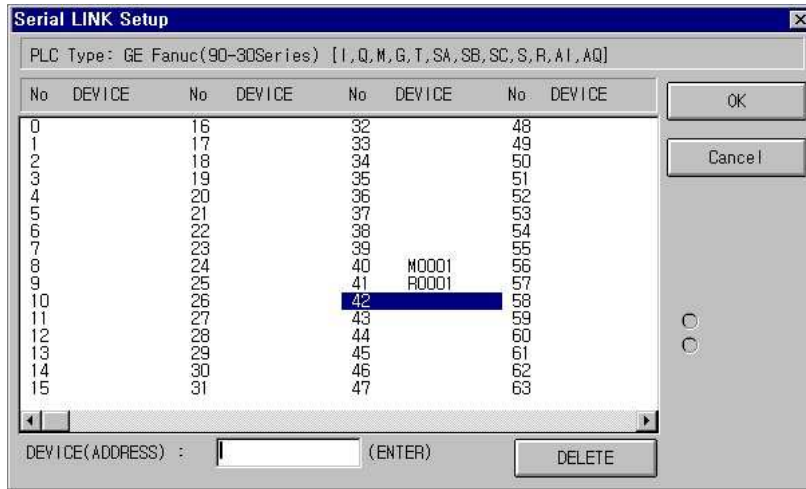 Serial LINK Setup
PLC Type: GE Fanuc(90-30Series) [I,Q,M,G,T,SA,SB,SC,S,R,AI,AQ]
No DEVICE No DEVICE No DEVICE No DEVICE
0 16 32 48
1 17 33 49
2 18 34 50
3 19 35 51
4 20 36 52
5 21 37 53
6 22 38 54
7 23 39 55
8 24 40 M0001 56
9 25 41 R0001 57
10 26 42 58
11 27 43 59
12 28 44 60
13 29 45 61
14 30 46 62
15 31 47 63
OK
Cancel
DEVICE(ADDRESS) : (ENTER) DELETE